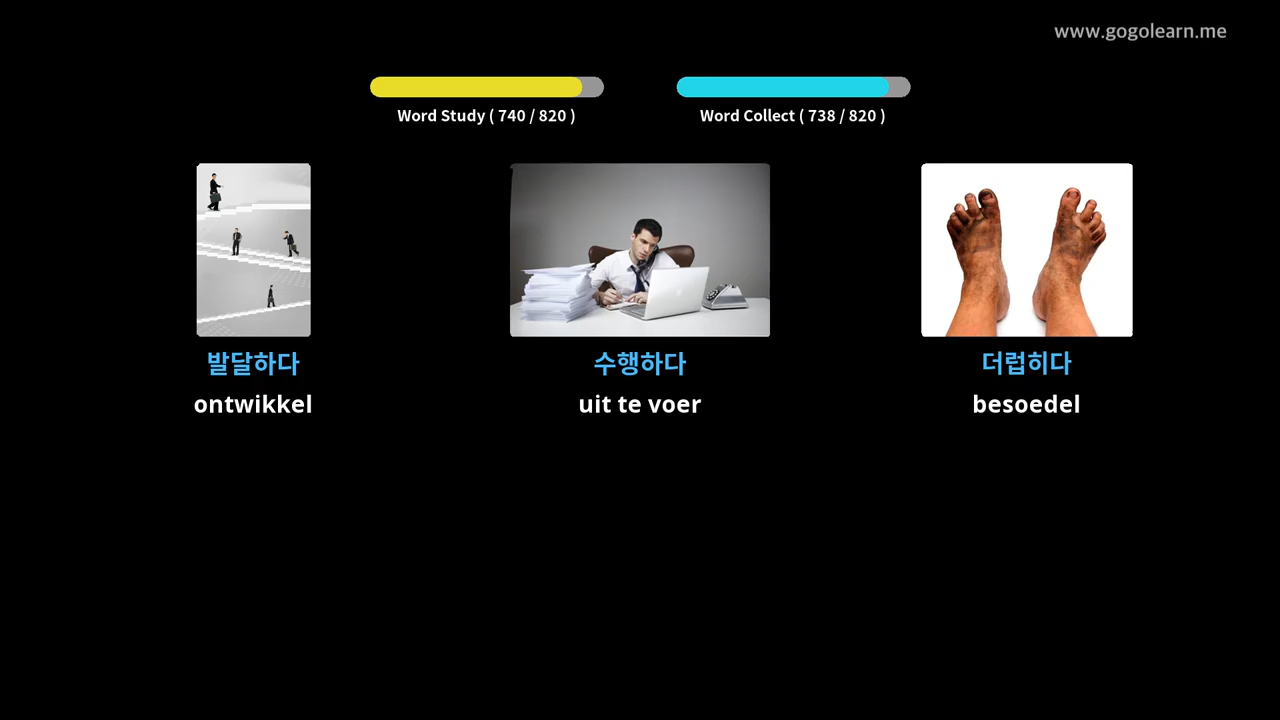 www.gogolearn.me
Word Study ( 740 / 820 )
Word Collect ( 738 / 820 )
발달하다
수행하다
더럽히다
ontwikkel
uit te voer
besoedel